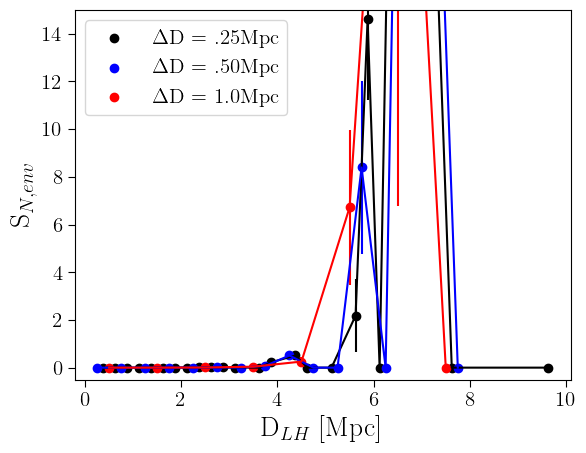 ΔD = .25Mpc
ΔD = .50Mpc
ΔD = 1.0Mpc
14
12
10
8
6
4
2
0
S_{N,env}
0 2 4 6 8 10
D_{LH} [Mpc]